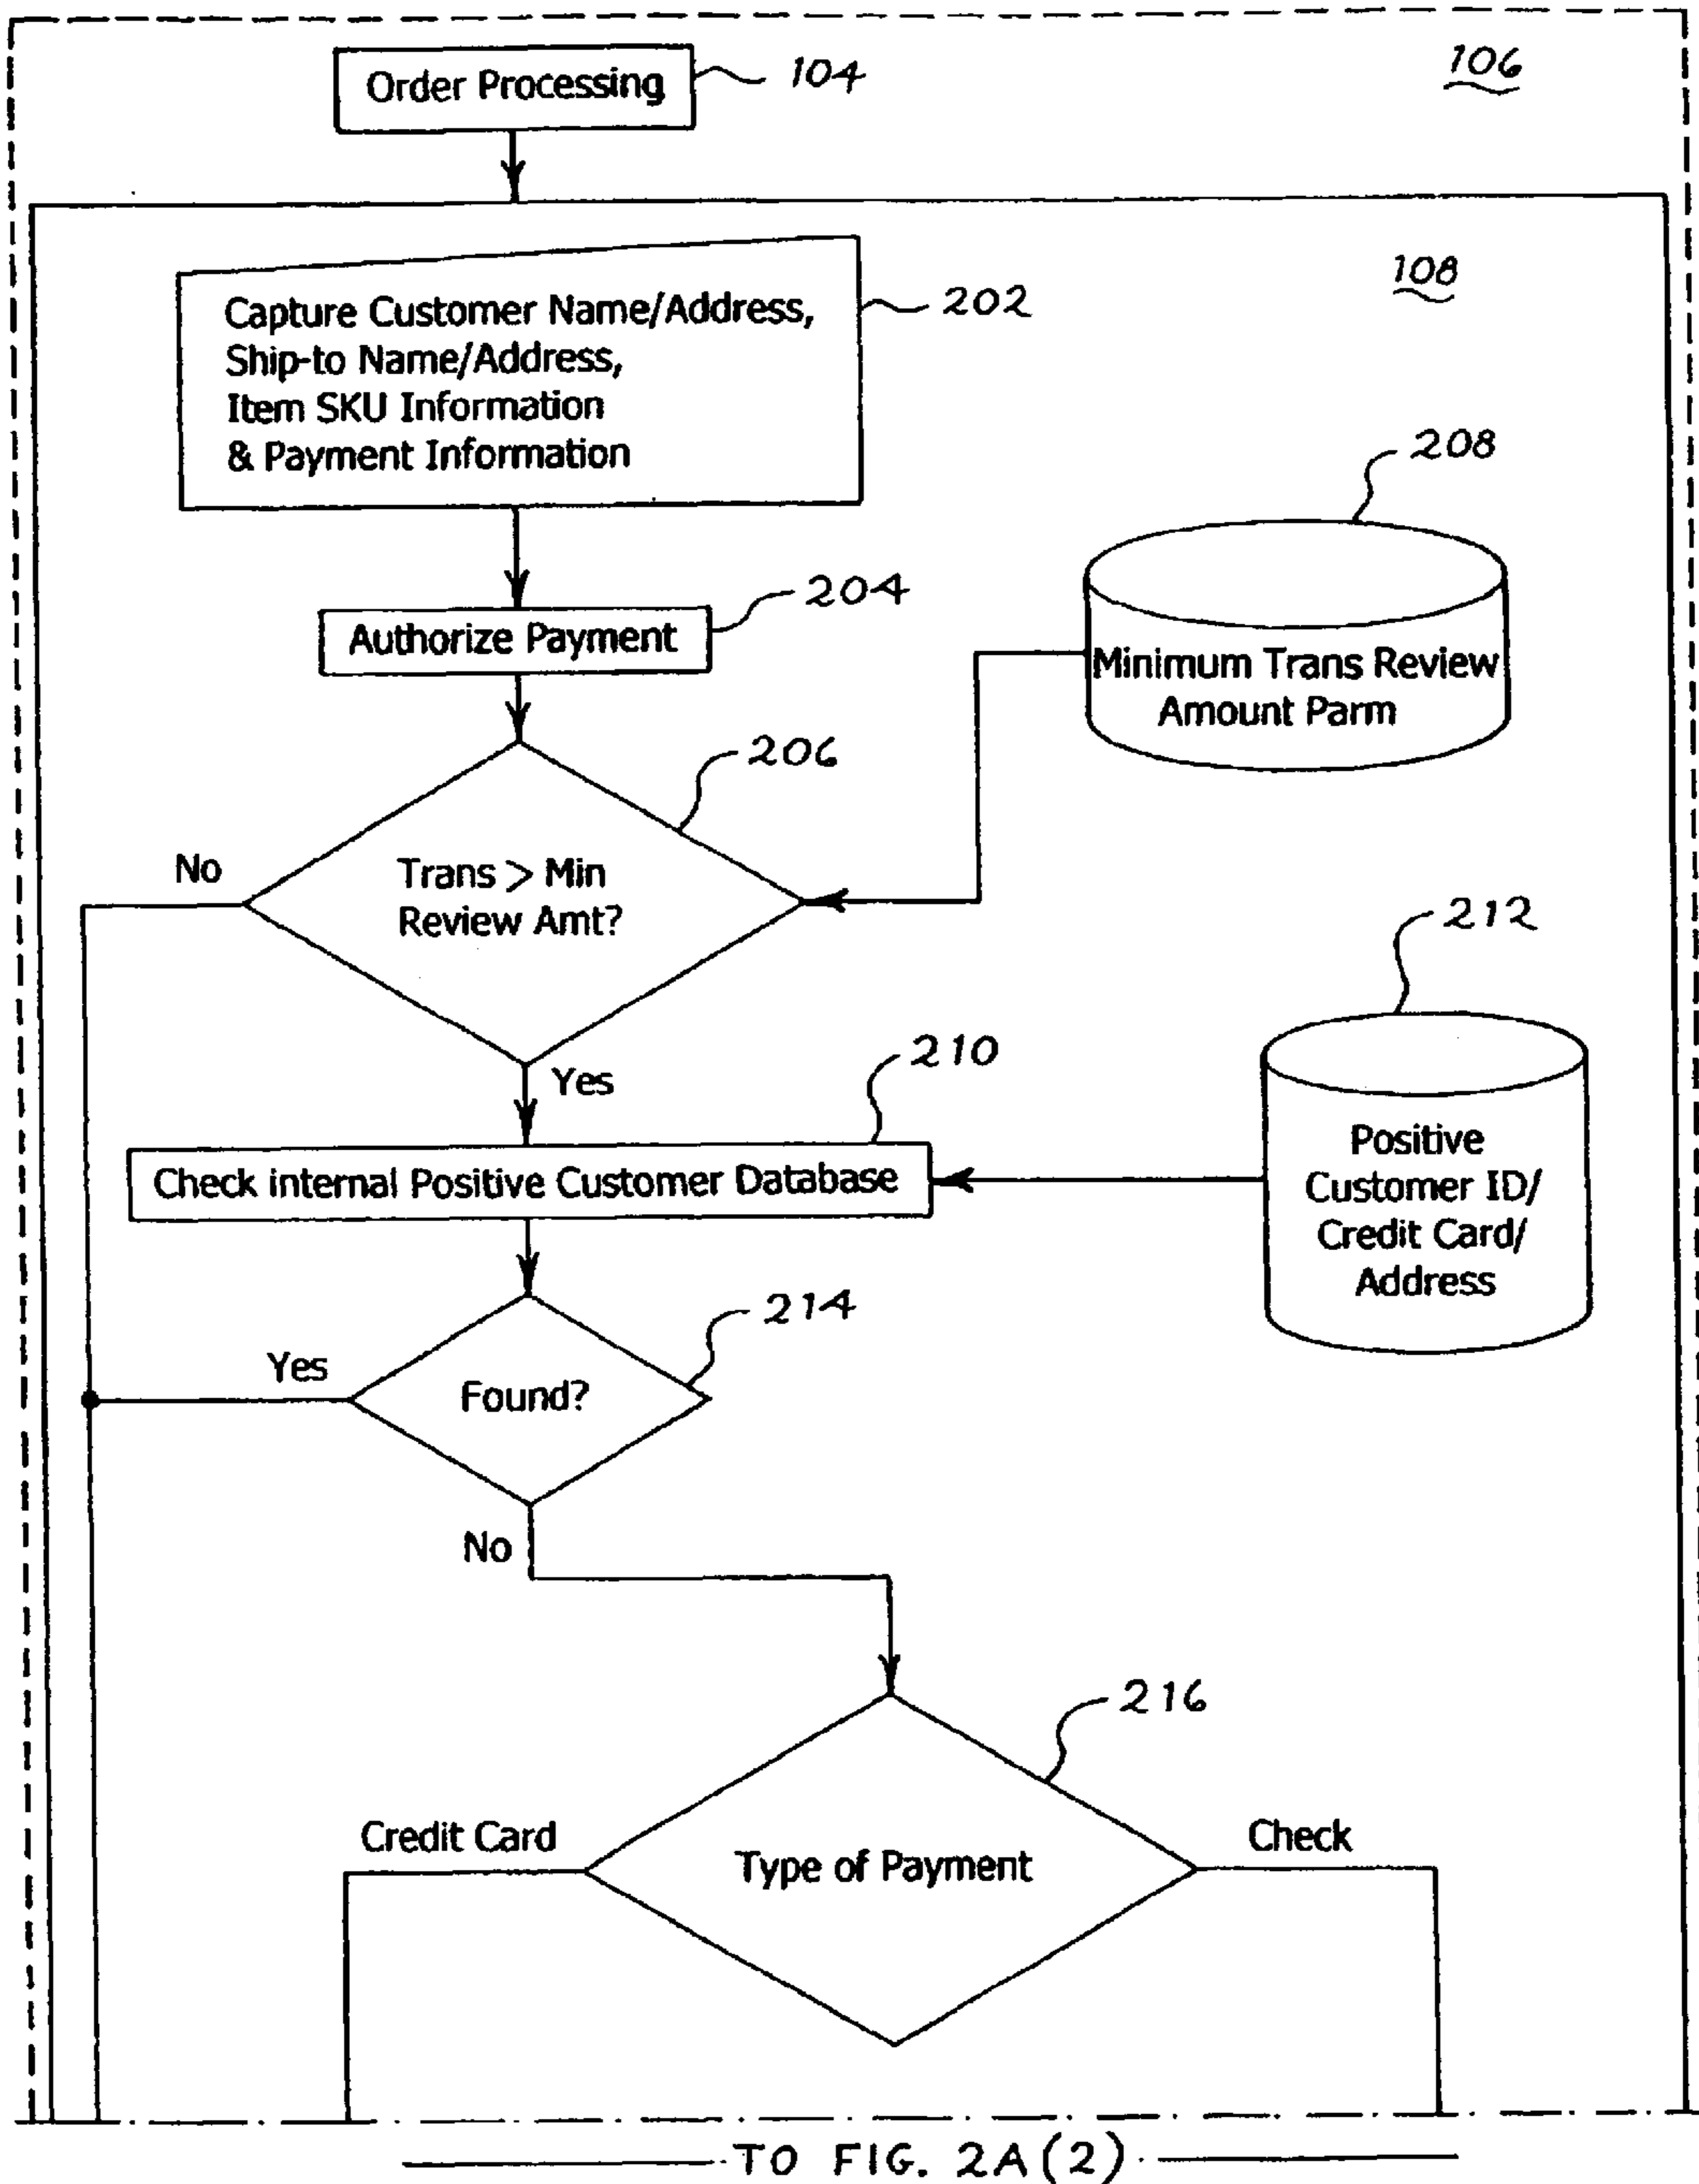 Order Processing
104
106
108
Capture Customer Name/Address,
Ship-to Name/Address,
Item SKU Information
& Payment Information
202
208
Authorize Payment
204
Minimum Trans Review
Amount Parm
206
No
Trans > Min
Review Amt?
212
Yes
210
Check internal Positive Customer Database
Positive
Customer ID/
Credit Card/
Address
214
Yes
Found?
No
216
Credit Card
Type of Payment
Check
TO FIG. 2A(2)